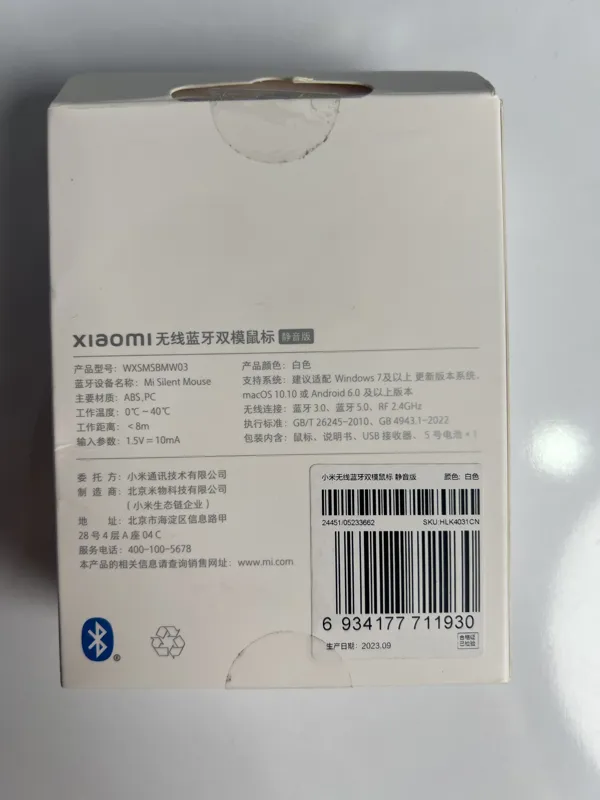 xiaomi 无线蓝牙双模鼠标 静音版
产品型号: WXSMSBMW03
蓝牙设备名称: Mi Silent Mouse
主要材质: ABS,PC
工作温度: 0℃－40℃
工作距离: <8m
输入参数: 1.5V⎓10mA
产品颜色: 白色
支持系统: 建议适配 Windows 7及以上 更新版本系统、
macOS 10.10 或 Android 6.0 及以上版本
无线连接: 蓝牙 3.0、蓝牙 5.0、RF 2.4GHz
执行标准: GB/T 26245-2010、GB 4943.1-2022
包装内含: 鼠标、说明书、USB 接收器、5 号电池*1
委托方: 小米通讯技术有限公司
制造商: 北京米物科技有限公司
(小米生态链企业)
地址: 北京市海淀区信息路甲
28 号 4 层 A 座 04 C
服务电话: 400-100-5678
本产品的相关信息请查询销售网址: www.mi.com
小米无线蓝牙双模鼠标 静音版 颜色: 白色
24451/05233662 SKU:HLK4031CN
6 934177 711930
生产日期: 2023.09
合格证
已检验
®